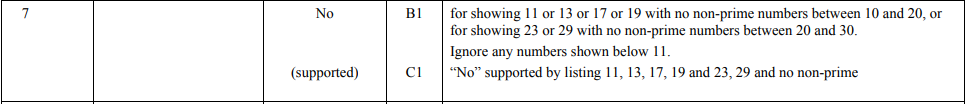 7 No B1 for showing 11 or 13 or 17 or 19 with no non-prime numbers between 10 and 20, or
for showing 23 or 29 with no non-prime numbers between 20 and 30.
Ignore any numbers shown below 11.
(supported) C1 “No” supported by listing 11, 13, 17, 19 and 23, 29 and no non-prime